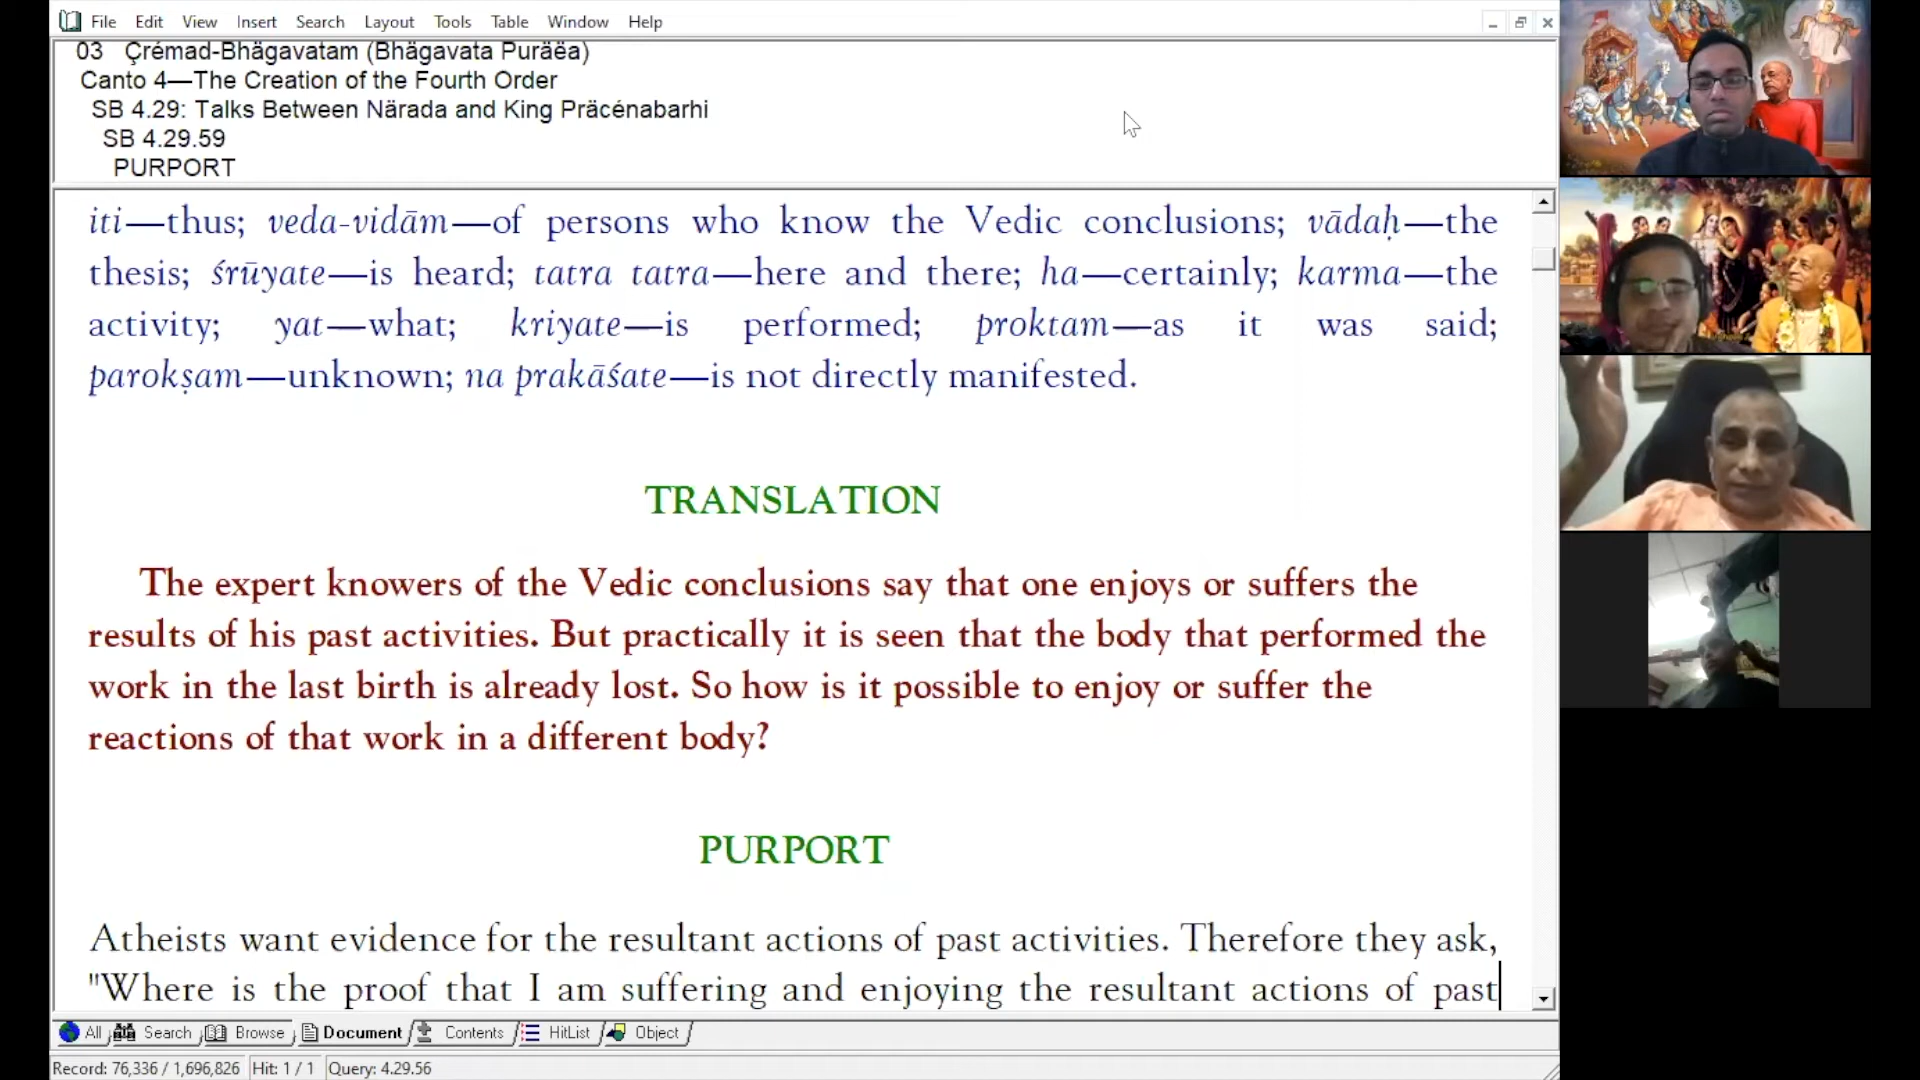 File Edit View Insert Search Layout Tools Table Window Help
03 Çrémad-Bhägavatam (Bhägavata Puräëa)
Canto 4—The Creation of the Fourth Order
SB 4.29: Talks Between Närada and King Präcénabarhi
SB 4.29.59
PURPORT
iti—thus; veda-vidām—of persons who know the Vedic conclusions; vādaḥ—the
thesis; śrūyate—is heard; tatra tatra—here and there; ha—certainly; karma—the
activity; yat—what; kriyate—is performed; proktam—as it was said;
parokṣam—unknown; na prakāśate—is not directly manifested.
TRANSLATION
The expert knowers of the Vedic conclusions say that one enjoys or suffers the
results of his past activities. But practically it is seen that the body that performed the
work in the last birth is already lost. So how is it possible to enjoy or suffer the
reactions of that work in a different body?
PURPORT
Atheists want evidence for the resultant actions of past activities. Therefore they ask,
"Where is the proof that I am suffering and enjoying the resultant actions of past
All Search Browse Document Contents HitList Object
Record: 76,336 / 1,696,826 Hit: 1 / 1 Query: 4.29.56